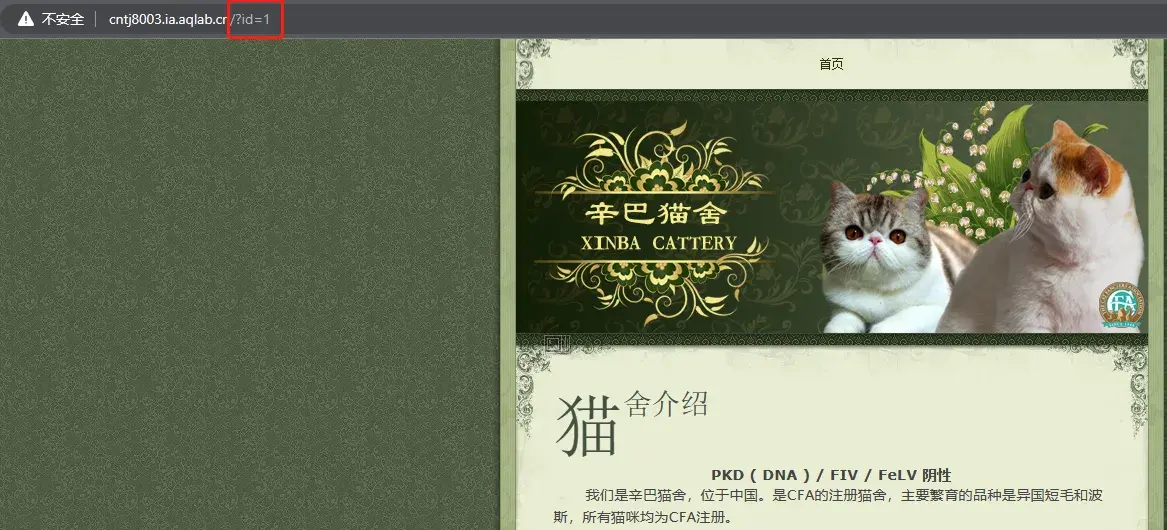 不安全 cntj8003.ia.aqlab.cn/?id=1
首页
辛巴猫舍
XINBA CATTERY
猫舍介绍
PKD ( DNA ) / FIV / FeLV 阴性
我们是辛巴猫舍，位于中国。是CFA的注册猫舍，主要繁育的品种是异国短毛和波
斯，所有猫咪均为CFA注册。